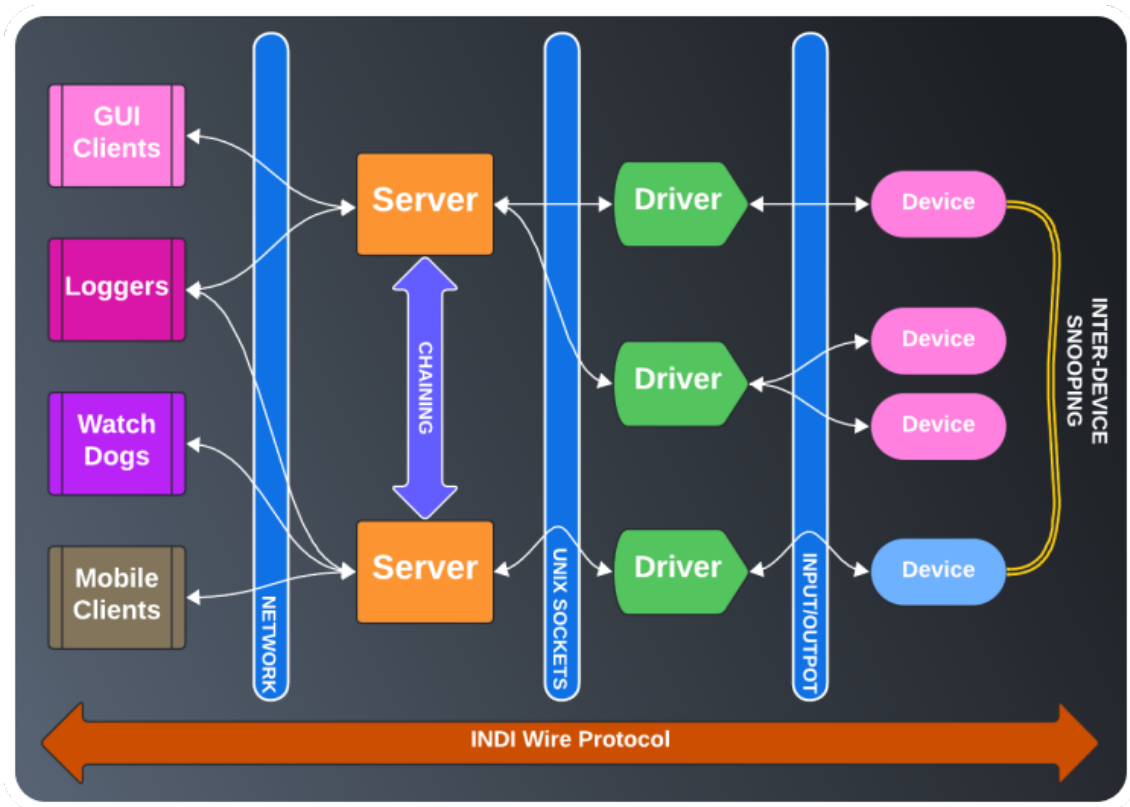 GUI
Clients
Loggers
Watch
Dogs
Mobile
Clients
NETWORK
Server
CHAINING
Server
UNIX SOCKETS
Driver
Driver
Driver
INPUT/OUTPOT
Device
Device
Device
Device
INTER-DEVICE
SNOOPING
INDI Wire Protocol